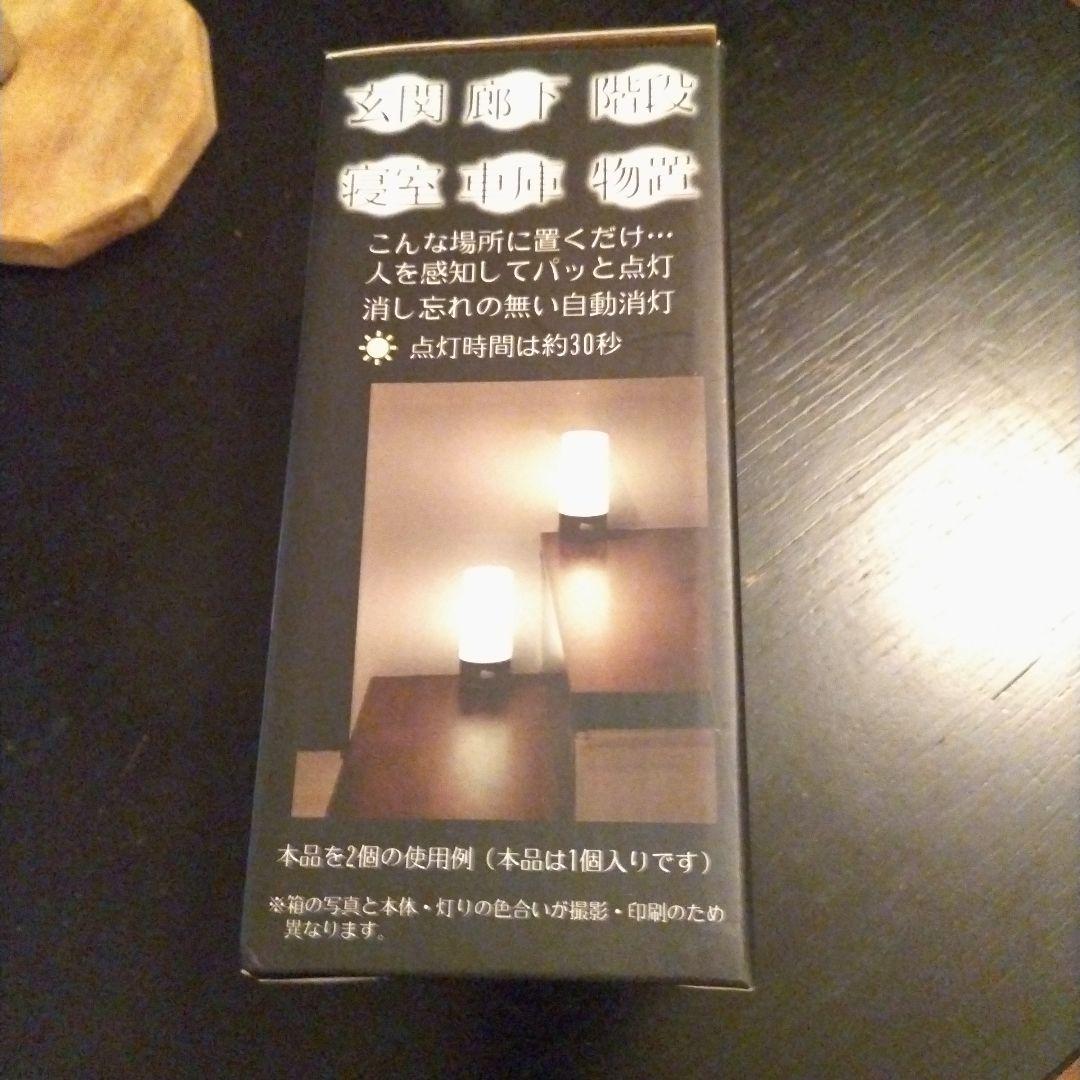 玄関 廊下 階段
寝室 車庫 物置
こんな場所に置くだけ…
人を感知してパッと点灯
消し忘れの無い自動消灯
点灯時間は約30秒
本品を2個の使用例（本品は1個入りです）
※箱の写真と本体・灯りの色合いが撮影・印刷のため
異なります。